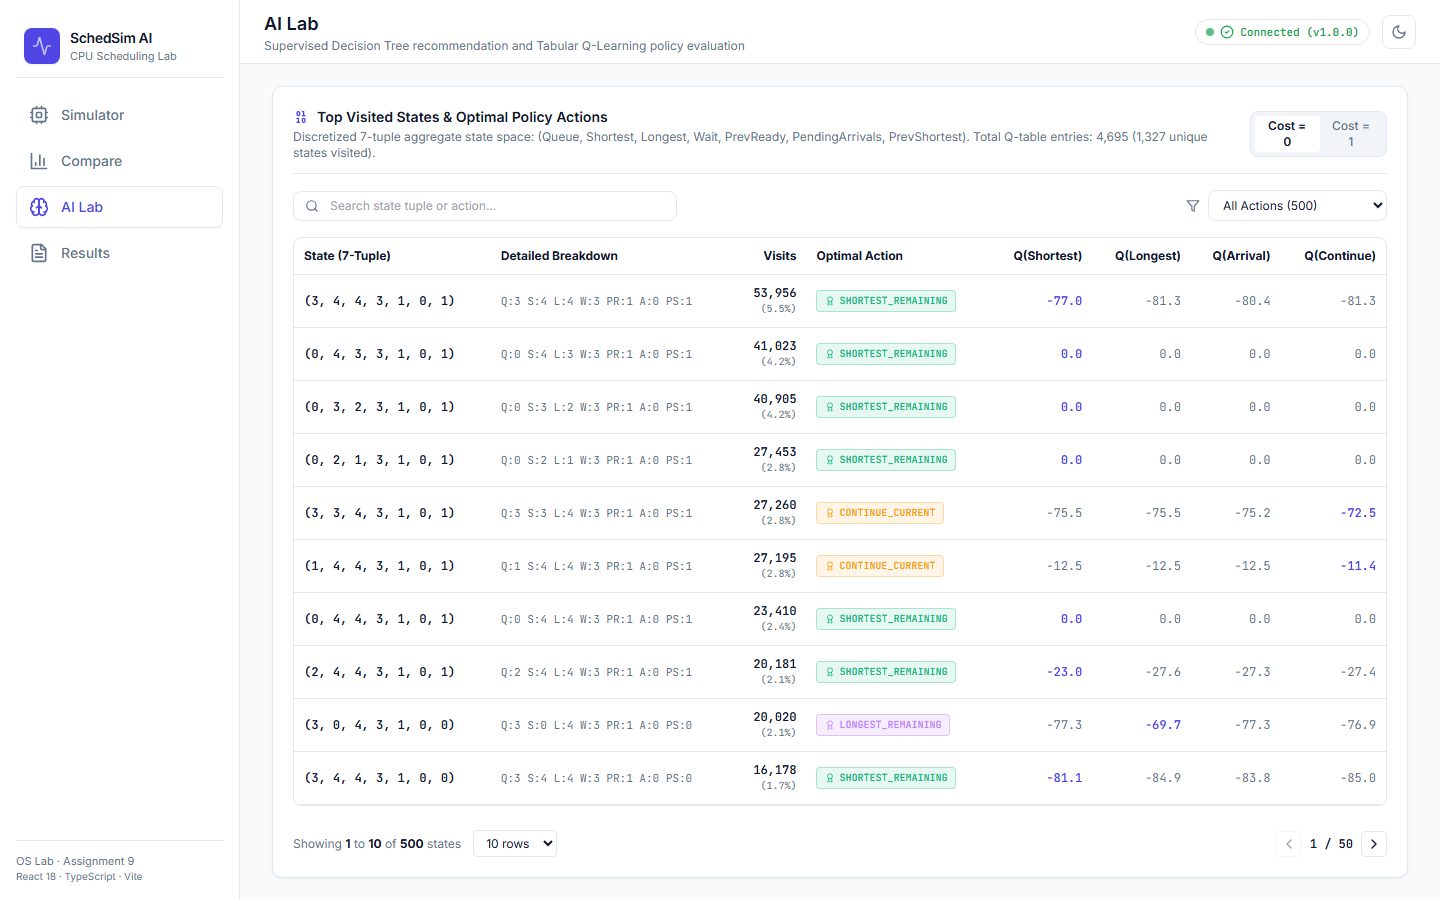 SchedSim AI
CPU Scheduling Lab
Simulator
Compare
AI Lab
Results
OS Lab · Assignment 9
React 18 · TypeScript · Vite
AI Lab
Supervised Decision Tree recommendation and Tabular Q-Learning policy evaluation
Connected (v1.0.0)
Top Visited States & Optimal Policy Actions
Discretized 7-tuple aggregate state space: (Queue, Shortest, Longest, Wait, PrevReady, PendingArrivals, PrevShortest). Total Q-table entries: 4,695 (1,327 unique
states visited).
Cost = 0
Cost = 1
Search state tuple or action...
All Actions (500)
State (7-Tuple) Detailed Breakdown Visits Optimal Action Q(Shortest) Q(Longest) Q(Arrival) Q(Continue)
(3, 4, 4, 3, 1, 0, 1) Q:3 S:4 L:4 W:3 PR:1 A:0 PS:1 53,956 (5.5%) SHORTEST_REMAINING -77.0 -81.3 -80.4 -81.3
(0, 4, 3, 3, 1, 0, 1) Q:0 S:4 L:3 W:3 PR:1 A:0 PS:1 41,023 (4.2%) SHORTEST_REMAINING 0.0 0.0 0.0 0.0
(0, 3, 2, 3, 1, 0, 1) Q:0 S:3 L:2 W:3 PR:1 A:0 PS:1 40,905 (4.2%) SHORTEST_REMAINING 0.0 0.0 0.0 0.0
(0, 2, 1, 3, 1, 0, 1) Q:0 S:2 L:1 W:3 PR:1 A:0 PS:1 27,453 (2.8%) SHORTEST_REMAINING 0.0 0.0 0.0 0.0
(3, 3, 4, 3, 1, 0, 1) Q:3 S:3 L:4 W:3 PR:1 A:0 PS:1 27,260 (2.8%) CONTINUE_CURRENT -75.5 -75.5 -75.2 -72.5
(1, 4, 4, 3, 1, 0, 1) Q:1 S:4 L:4 W:3 PR:1 A:0 PS:1 27,195 (2.8%) CONTINUE_CURRENT -12.5 -12.5 -12.5 -11.4
(0, 4, 4, 3, 1, 0, 1) Q:0 S:4 L:4 W:3 PR:1 A:0 PS:1 23,410 (2.4%) SHORTEST_REMAINING 0.0 0.0 0.0 0.0
(2, 4, 4, 3, 1, 0, 1) Q:2 S:4 L:4 W:3 PR:1 A:0 PS:1 20,181 (2.1%) SHORTEST_REMAINING -23.0 -27.6 -27.3 -27.4
(3, 0, 4, 3, 1, 0, 0) Q:3 S:0 L:4 W:3 PR:1 A:0 PS:0 20,020 (2.1%) LONGEST_REMAINING -77.3 -69.7 -77.3 -76.9
(3, 4, 4, 3, 1, 0, 0) Q:3 S:4 L:4 W:3 PR:1 A:0 PS:0 16,178 (1.7%) SHORTEST_REMAINING -81.1 -84.9 -83.8 -85.0
Showing 1 to 10 of 500 states 10 rows 1 / 50